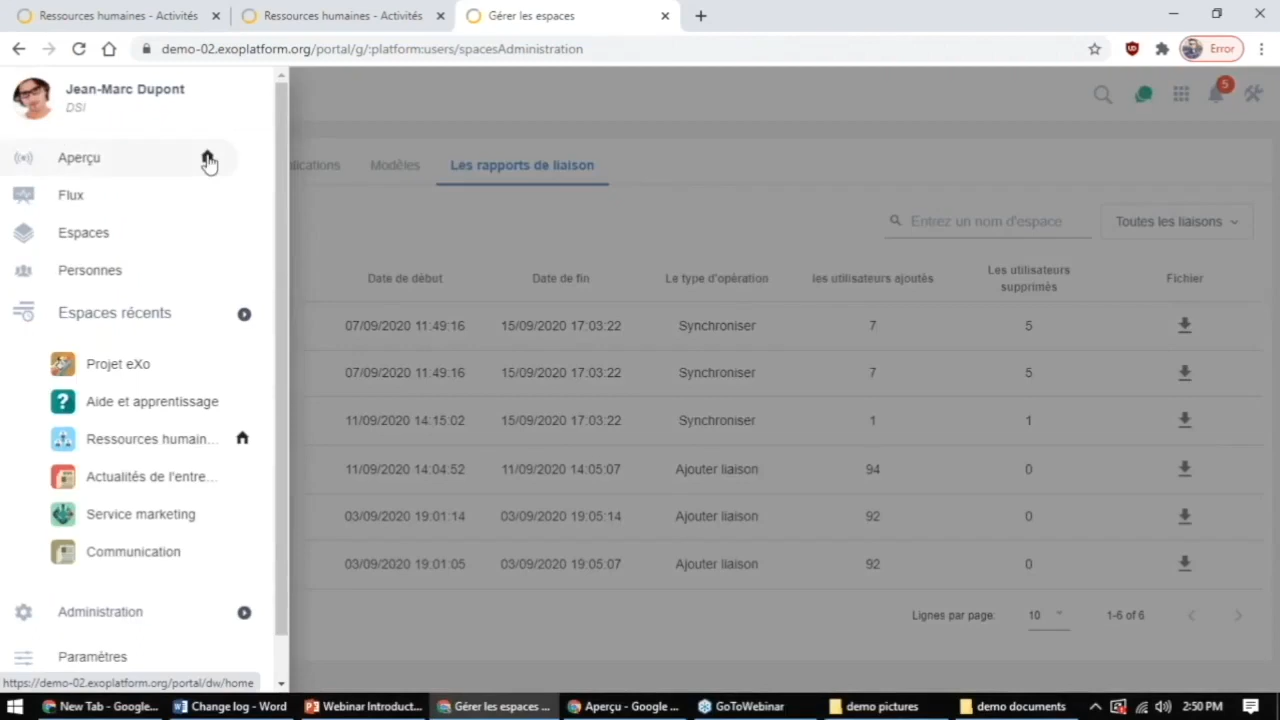 Ressources humaines - Activités
Ressources humaines - Activités
Gérer les espaces
demo-02.exoplatform.org/portal/g/:platform:users/spacesAdministration
Error
Jean-Marc Dupont
DSI
5
Aperçu
Flux
Espaces
Personnes
Espaces récents
Projet eXo
Aide et apprentissage
Ressources humain...
Actualités de l'entre...
Service marketing
Communication
Administration
Paramètres
https://demo-02.exoplatform.org/portal/dw/home
Modèles
Les rapports de liaison
Entrez un nom d'espace
Toutes les liaisons
Date de début Date de fin Le type d'opération les utilisateurs ajoutés Les utilisateurs supprimés Fichier
07/09/2020 11:49:16 15/09/2020 17:03:22 Synchroniser 7 5
07/09/2020 11:49:16 15/09/2020 17:03:22 Synchroniser 7 5
11/09/2020 14:15:02 15/09/2020 17:03:22 Synchroniser 1 1
11/09/2020 14:04:52 11/09/2020 14:05:07 Ajouter liaison 94 0
03/09/2020 19:01:14 03/09/2020 19:05:14 Ajouter liaison 92 0
03/09/2020 19:01:05 03/09/2020 19:05:07 Ajouter liaison 92 0
Lignes par page: 10 1-6 of 6
New Tab - Google... Change log - Word Webinar Introduct... Gérer les espaces ... Aperçu - Google ... GoToWebinar demo pictures demo documents 2:50 PM